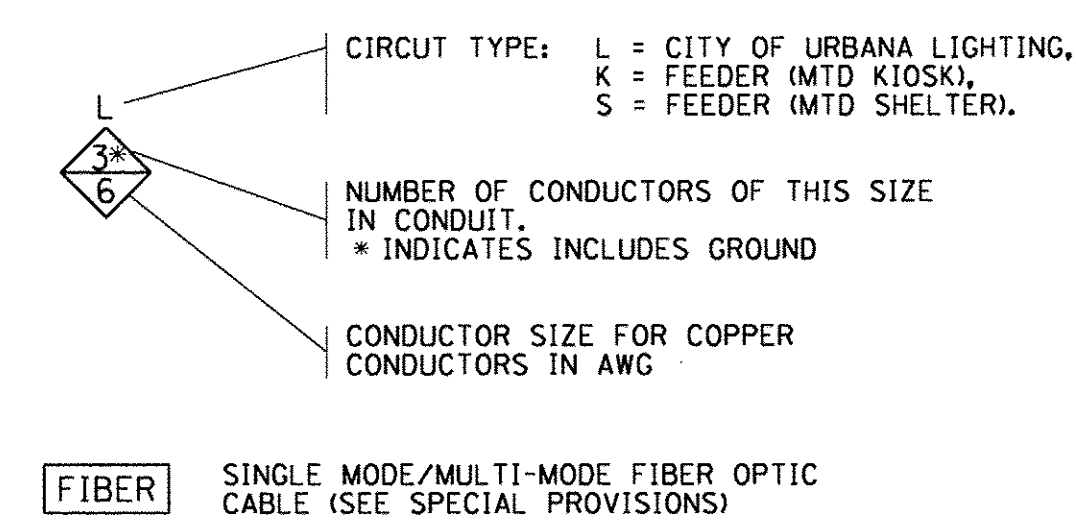 CIRCUT TYPE: L = CITY OF URBANA LIGHTING,
K = FEEDER (MTD KIOSK),
S = FEEDER (MTD SHELTER).
L
3*
6
NUMBER OF CONDUCTORS OF THIS SIZE
IN CONDUIT.
* INDICATES INCLUDES GROUND
CONDUCTOR SIZE FOR COPPER
CONDUCTORS IN AWG
FIBER
SINGLE MODE/MULTI-MODE FIBER OPTIC
CABLE (SEE SPECIAL PROVISIONS)